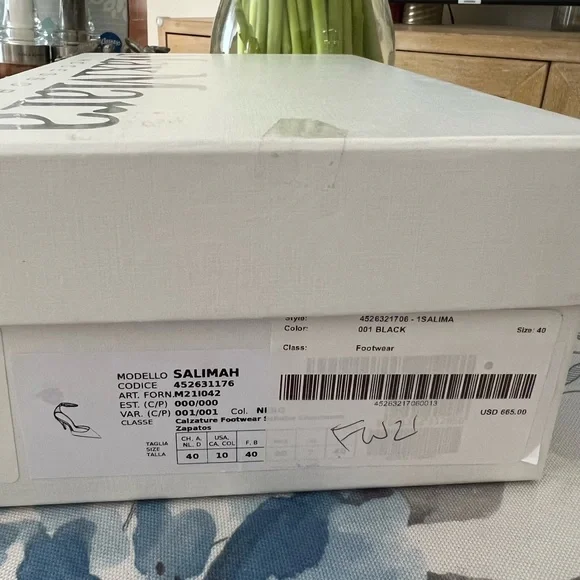 Style: 4526321706 - 1SALIMA
Color: 001 BLACK Size: 40
Class: Footwear
45263217060013
USD 665.00
FW21
MODELLO SALIMAH
CODICE 452631176
ART. FORN. M21I042
EST. (C/P) 000/000
VAR. (C/P) 001/001 Col.
CLASSE Calzature Footwear
Zapatos
TAGLIA
SIZE
TALLA
CH, A, NL, D USA, CA, COL F, B
40 10 40